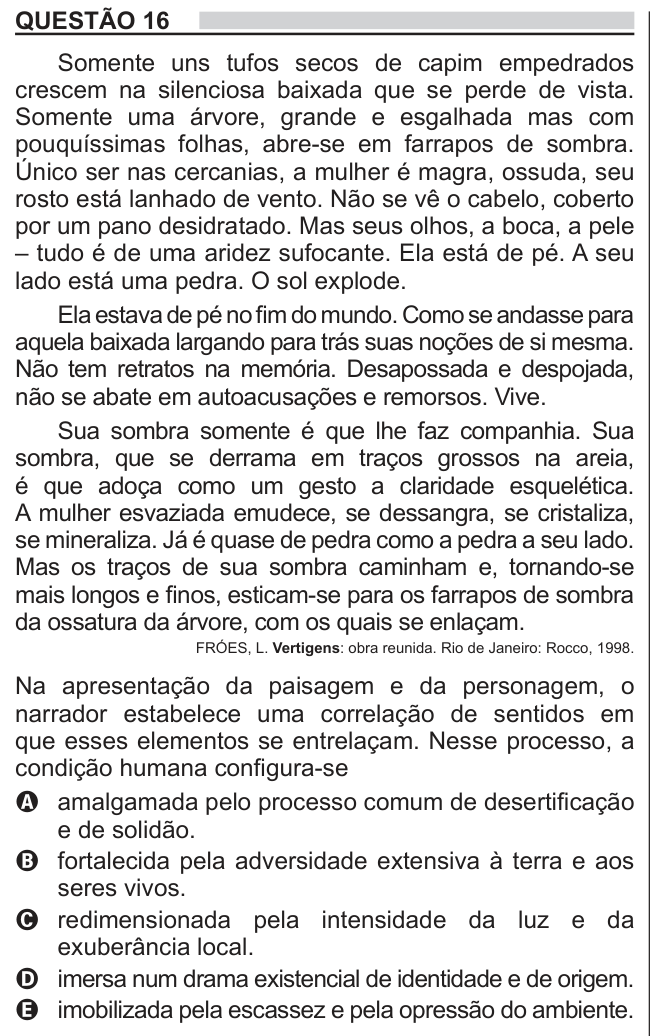 QUESTÃO 16
Somente uns tufos secos de capim empedrados
crescem na silenciosa baixada que se perde de vista.
Somente uma árvore, grande e esgalhada mas com
pouquíssimas folhas, abre-se em farrapos de sombra.
Único ser nas cercanias, a mulher é magra, ossuda, seu
rosto está lanhado de vento. Não se vê o cabelo, coberto
por um pano desidratado. Mas seus olhos, a boca, a pele
– tudo é de uma aridez sufocante. Ela está de pé. A seu
lado está uma pedra. O sol explode.
Ela estava de pé no fim do mundo. Como se andasse para
aquela baixada largando para trás suas noções de si mesma.
Não tem retratos na memória. Desapossada e despojada,
não se abate em autoacusações e remorsos. Vive.
Sua sombra somente é que lhe faz companhia. Sua
sombra, que se derrama em traços grossos na areia,
é que adoça como um gesto a claridade esquelética.
A mulher esvaziada emudece, se dessangra, se cristaliza,
se mineraliza. Já é quase de pedra como a pedra a seu lado.
Mas os traços de sua sombra caminham e, tornando-se
mais longos e finos, esticam-se para os farrapos de sombra
da ossatura da árvore, com os quais se enlaçam.
FRÓES, L. Vertigens: obra reunida. Rio de Janeiro: Rocco, 1998.
Na apresentação da paisagem e da personagem, o
narrador estabelece uma correlação de sentidos em
que esses elementos se entrelaçam. Nesse processo, a
condição humana configura-se
A amalgamada pelo processo comum de desertificação
e de solidão.
B fortalecida pela adversidade extensiva à terra e aos
seres vivos.
C redimensionada pela intensidade da luz e da
exuberância local.
D imersa num drama existencial de identidade e de origem.
E imobilizada pela escassez e pela opressão do ambiente.